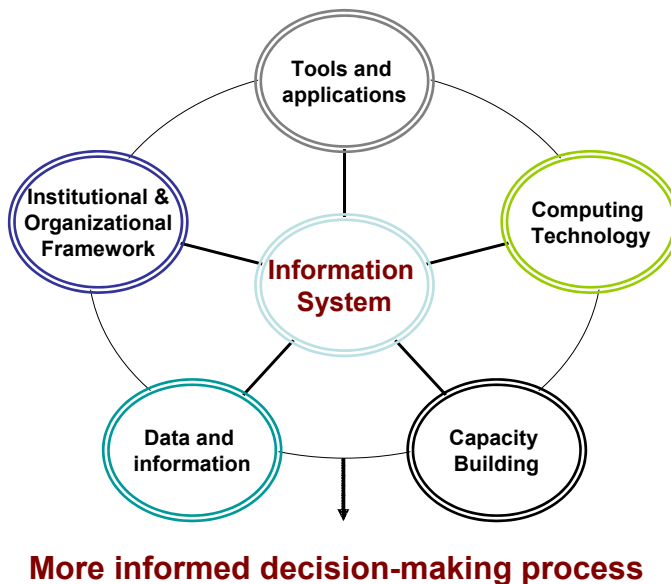 Tools and
applications
Institutional &
Organizational
Framework
Computing
Technology
Information
System
Data and
information
Capacity
Building
More informed decision-making process